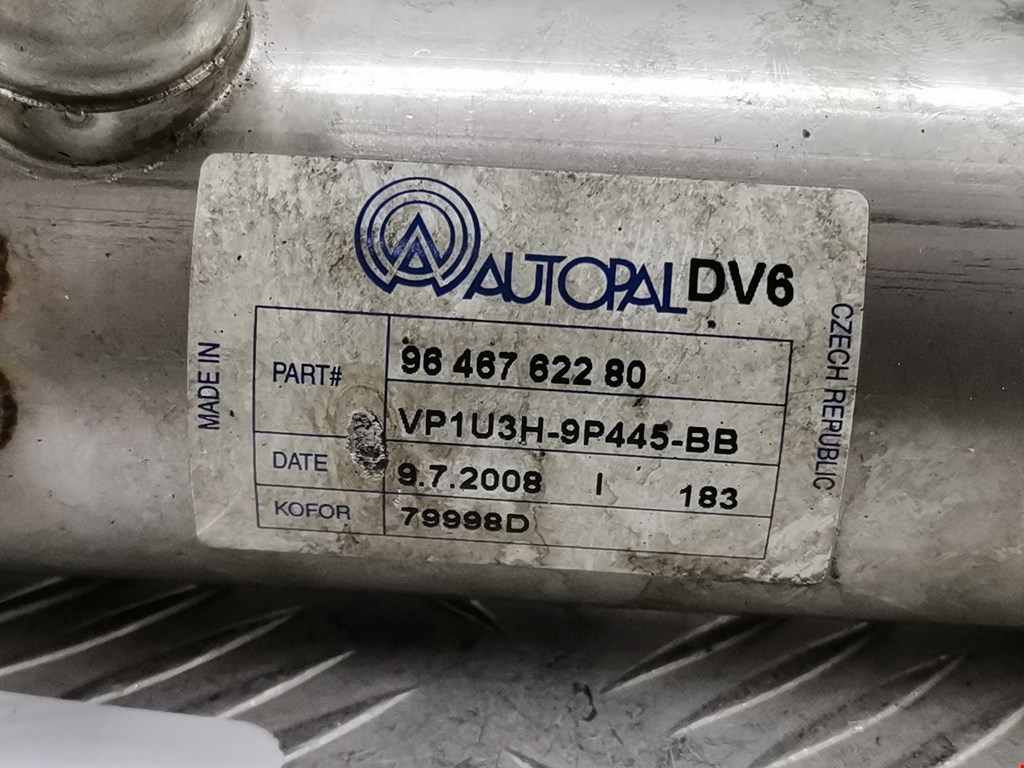 AUTOPAL DV6
MADE IN
PART# 96 467 622 80
VP1U3H-9P445-BB
DATE 9.7.2008 I 183
KOFOR 79998D
CZECH REPUBLIC